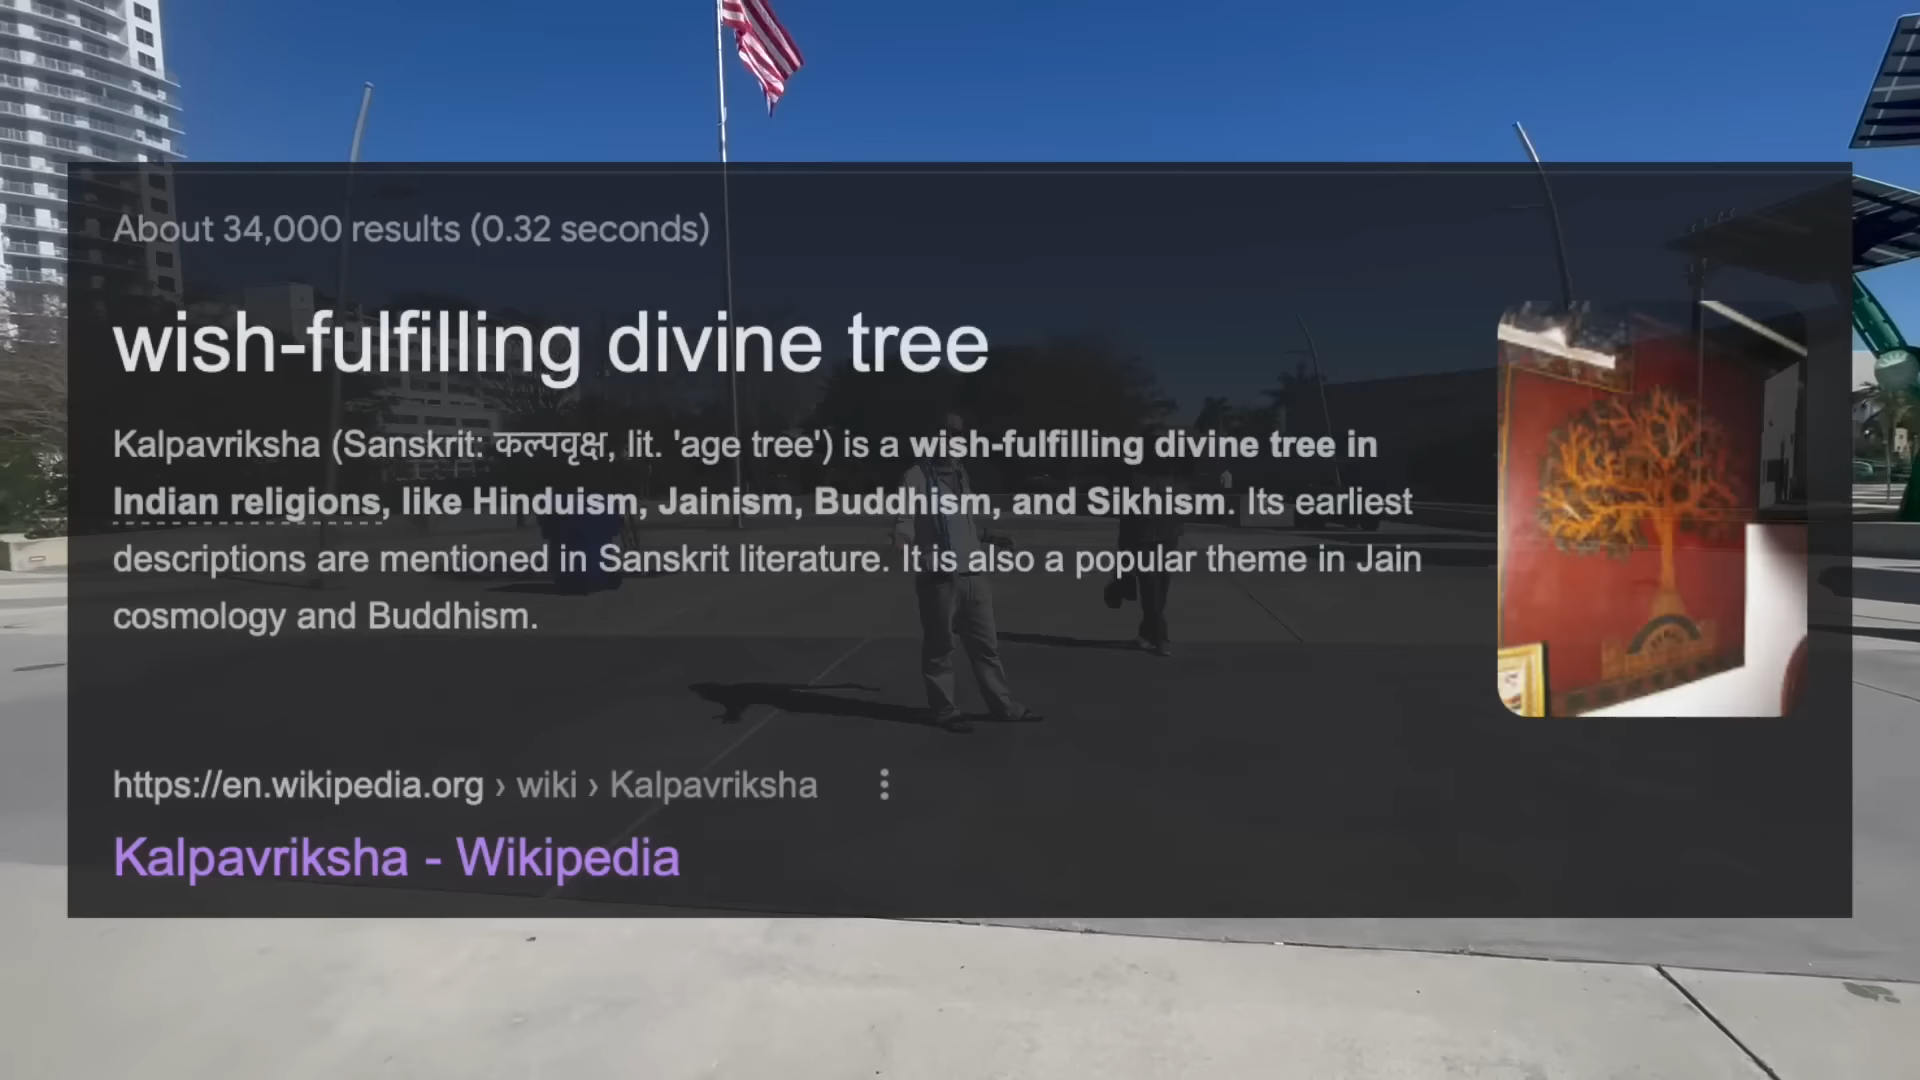 About 34,000 results (0.32 seconds)
wish-fulfilling divine tree
Kalpavriksha (Sanskrit: कल्पवृक्ष, lit. 'age tree') is a wish-fulfilling divine tree in
Indian religions, like Hinduism, Jainism, Buddhism, and Sikhism. Its earliest
descriptions are mentioned in Sanskrit literature. It is also a popular theme in Jain
cosmology and Buddhism.
https://en.wikipedia.org › wiki › Kalpavriksha
Kalpavriksha - Wikipedia